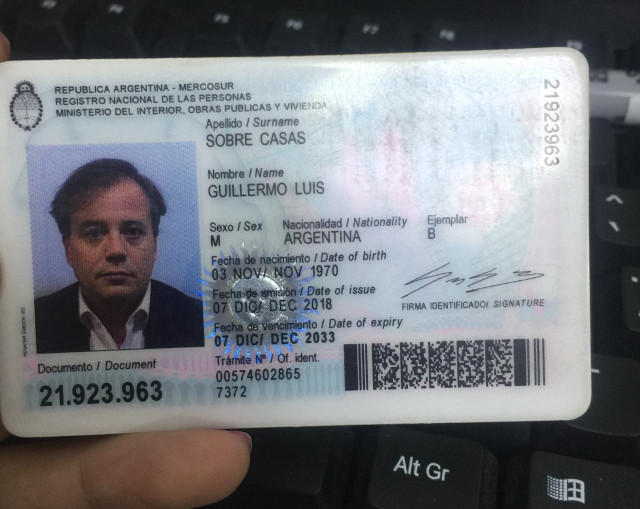 REPUBLICA ARGENTINA - MERCOSUR
REGISTRO NACIONAL DE LAS PERSONAS
MINISTERIO DEL INTERIOR, OBRAS PUBLICAS Y VIVIENDA
Apellido / Surname
SOBRE CASAS
Nombre / Name
GUILLERMO LUIS
Sexo / Sex Nacionalidad / Nationality Ejemplar
M ARGENTINA B
Fecha de nacimiento / Date of birth
03 NOV/ NOV 1970
Fecha de emisión / Date of issue
07 DIC/ DEC 2018
FIRMA IDENTIFICADO/ SIGNATURE
Fecha de vencimiento / Date of expiry
07 DIC/ DEC 2033
Trámite N° / Of. ident.
00574602865
7372
Documento / Document
21.923.963
21923963
Alt Gr